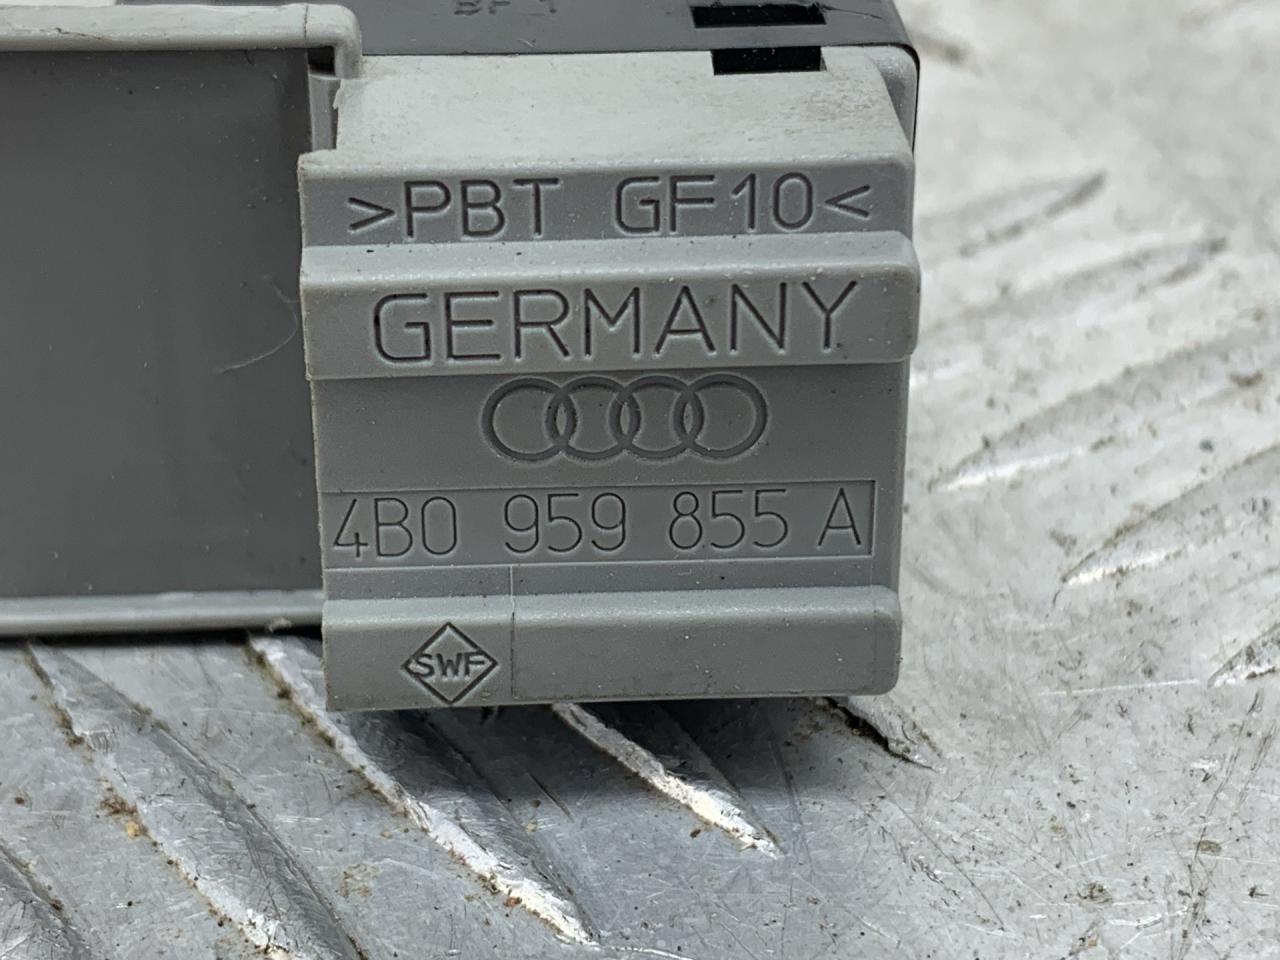 >PBT GF10<
GERMANY
4B0 959 855 A
SWF